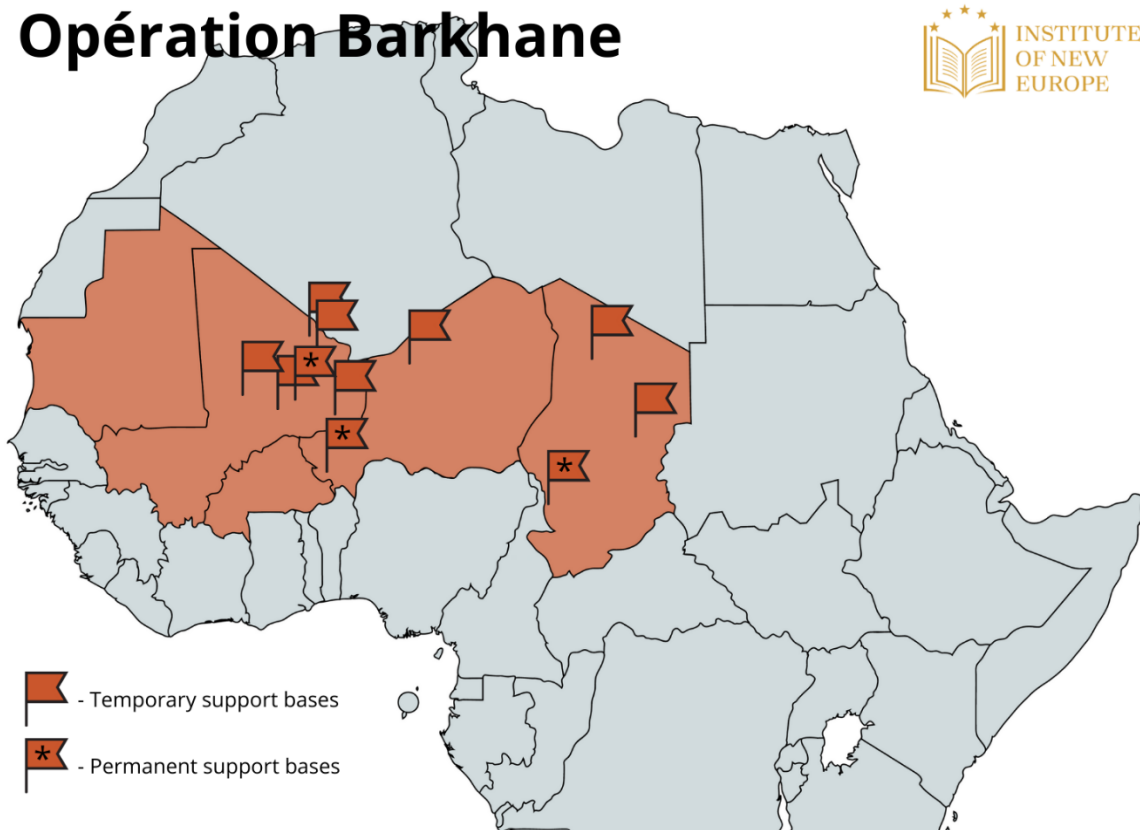 Opération Barkhane
INSTITUTE
OF NEW
EUROPE
- Temporary support bases
* - Permanent support bases